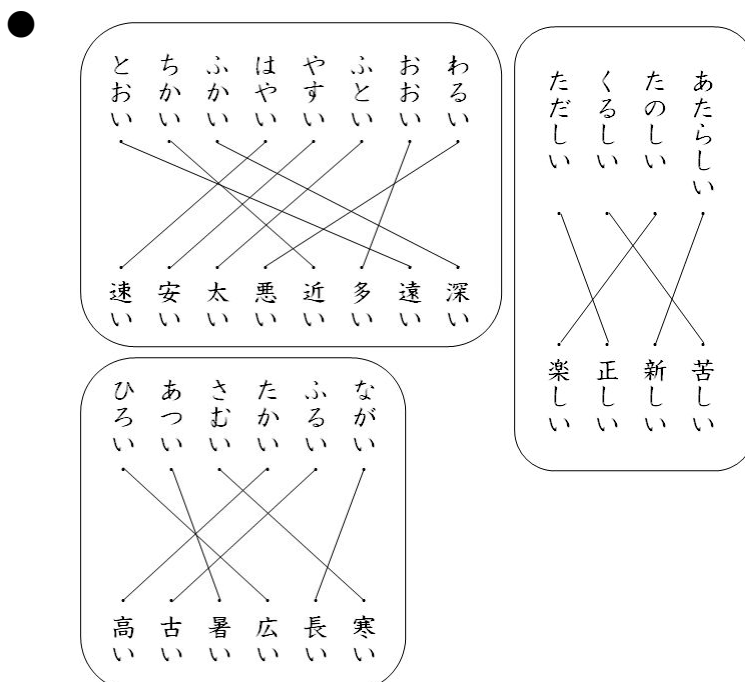 あたらしい
たのしい
くるしい
ただしい
苦しい
新しい
正しい
楽しい
わるい
おおい
ふとい
やすい
はやい
ふかい
ちかい
とおい
深い
遠い
多い
近い
悪い
太い
安い
速い
ながい
ふるい
たかい
さむい
あつい
ひろい
寒い
長い
広い
暑い
古い
高い